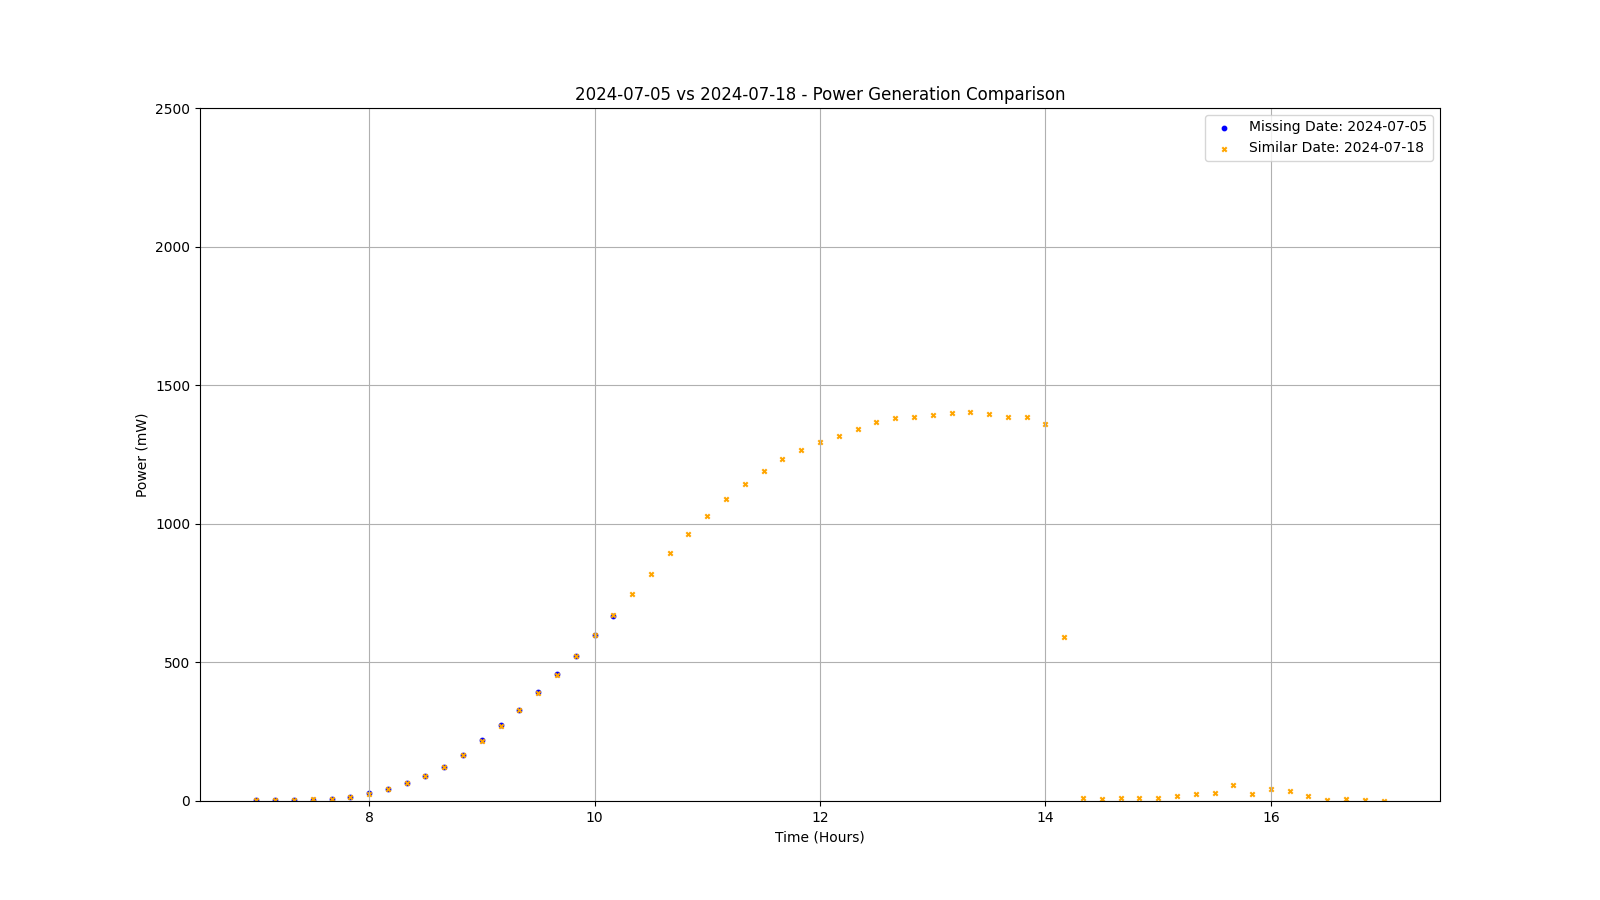 2024-07-05 vs 2024-07-18 - Power Generation Comparison
Missing Date: 2024-07-05
Similar Date: 2024-07-18
2500
2000
1500
1000
500
0
Power (mW)
8
10
12
14
16
Time (Hours)